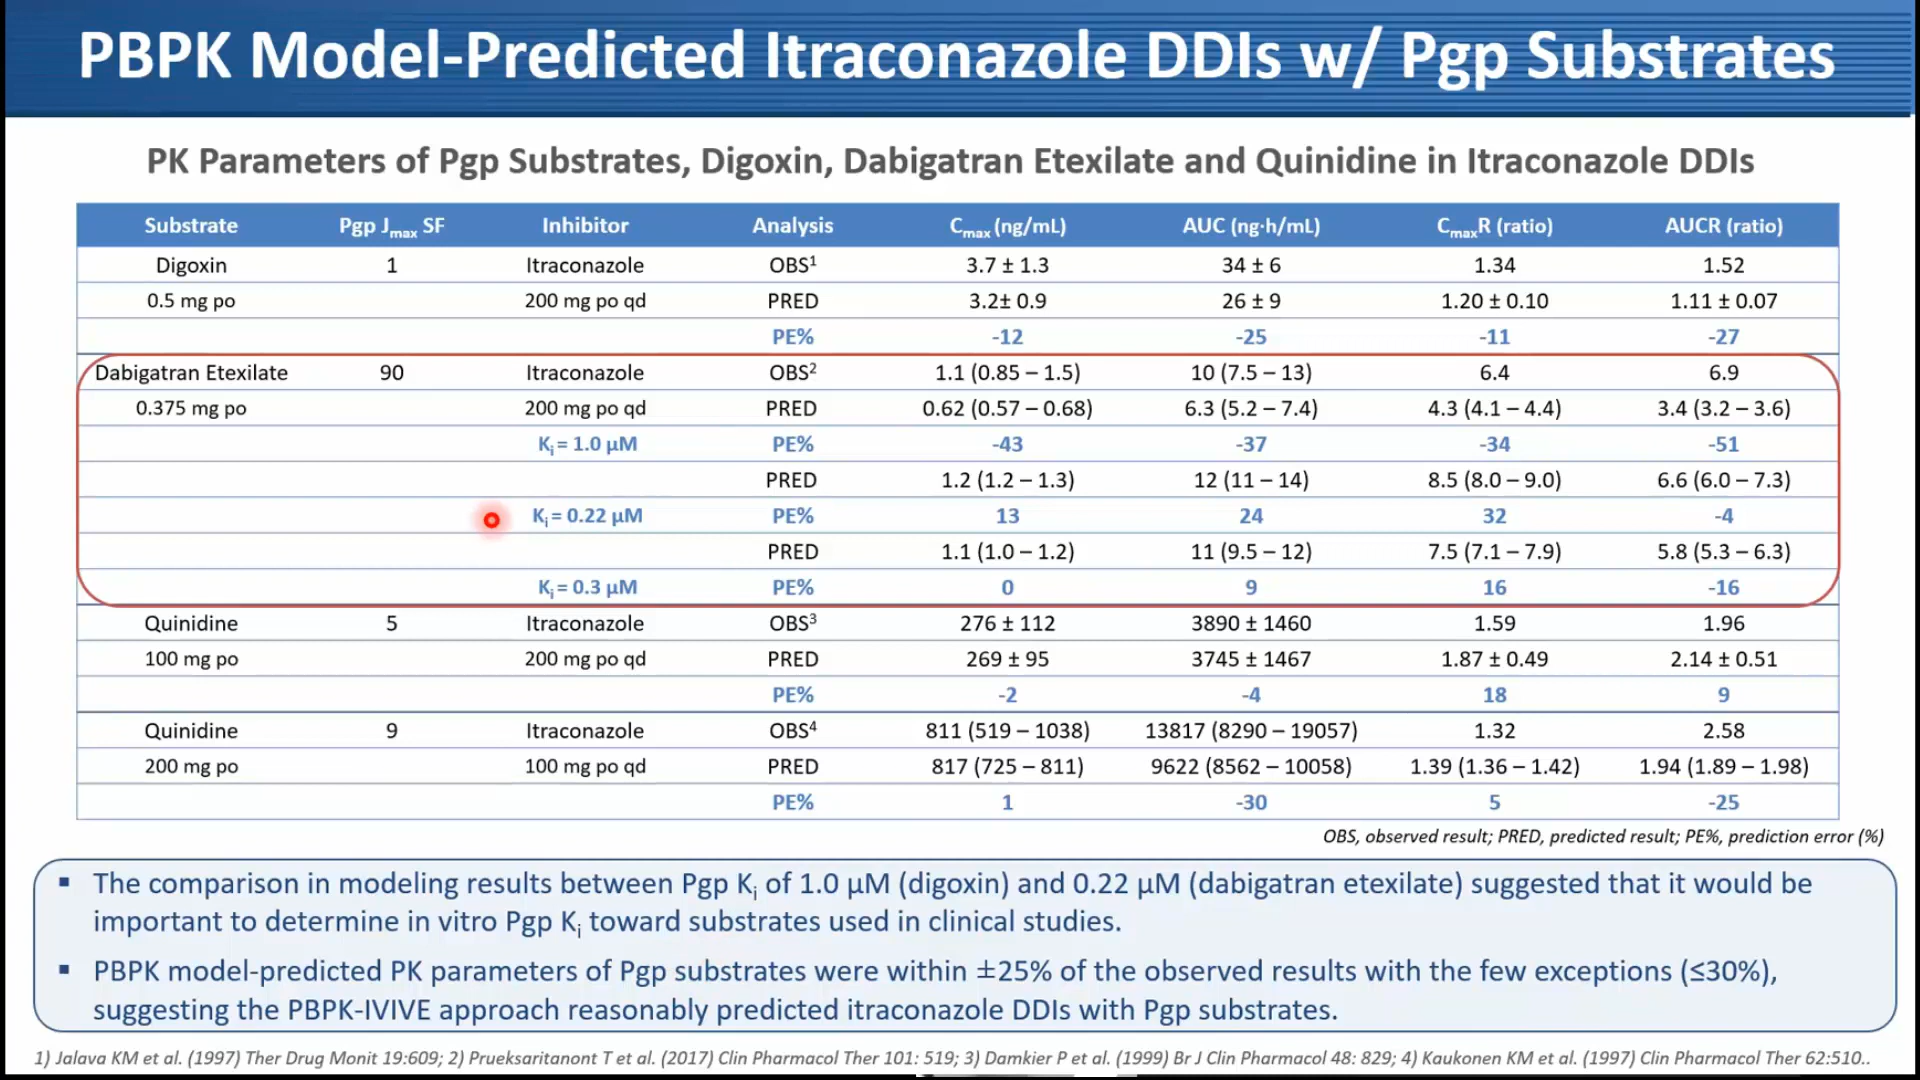 PBPK Model-Predicted Itraconazole DDIs w/ Pgp Substrates
PK Parameters of Pgp Substrates, Digoxin, Dabigatran Etexilate and Quinidine in Itraconazole DDIs
Substrate Pgp Jmax SF Inhibitor Analysis Cmax (ng/mL) AUC (ng·h/mL) CmaxR (ratio) AUCR (ratio)
Digoxin 1 Itraconazole OBS¹ 3.7 ± 1.3 34 ± 6 1.34 1.52
0.5 mg po 200 mg po qd PRED 3.2± 0.9 26 ± 9 1.20 ± 0.10 1.11 ± 0.07
PE% -12 -25 -11 -27
Dabigatran Etexilate 90 Itraconazole OBS² 1.1 (0.85 – 1.5) 10 (7.5 – 13) 6.4 6.9
0.375 mg po 200 mg po qd PRED 0.62 (0.57 – 0.68) 6.3 (5.2 – 7.4) 4.3 (4.1 – 4.4) 3.4 (3.2 – 3.6)
Ki = 1.0 µM PE% -43 -37 -34 -51
PRED 1.2 (1.2 – 1.3) 12 (11 – 14) 8.5 (8.0 – 9.0) 6.6 (6.0 – 7.3)
Ki = 0.22 µM PE% 13 24 32 -4
PRED 1.1 (1.0 – 1.2) 11 (9.5 – 12) 7.5 (7.1 – 7.9) 5.8 (5.3 – 6.3)
Ki = 0.3 µM PE% 0 9 16 -16
Quinidine 5 Itraconazole OBS³ 276 ± 112 3890 ± 1460 1.59 1.96
100 mg po 200 mg po qd PRED 269 ± 95 3745 ± 1467 1.87 ± 0.49 2.14 ± 0.51
PE% -2 -4 18 9
Quinidine 9 Itraconazole OBS⁴ 811 (519 – 1038) 13817 (8290 – 19057) 1.32 2.58
200 mg po 100 mg po qd PRED 817 (725 – 811) 9622 (8562 – 10058) 1.39 (1.36 – 1.42) 1.94 (1.89 – 1.98)
PE% 1 -30 5 -25
OBS, observed result; PRED, predicted result; PE%, prediction error (%)
▪ The comparison in modeling results between Pgp Ki of 1.0 µM (digoxin) and 0.22 µM (dabigatran etexilate) suggested that it would be
important to determine in vitro Pgp Ki toward substrates used in clinical studies.
▪ PBPK model-predicted PK parameters of Pgp substrates were within ±25% of the observed results with the few exceptions (≤30%),
suggesting the PBPK-IVIVE approach reasonably predicted itraconazole DDIs with Pgp substrates.
1) Jalava KM et al. (1997) Ther Drug Monit 19:609; 2) Prueksaritanont T et al. (2017) Clin Pharmacol Ther 101: 519; 3) Damkier P et al. (1999) Br J Clin Pharmacol 48: 829; 4) Kaukonen KM et al. (1997) Clin Pharmacol Ther 62:510..